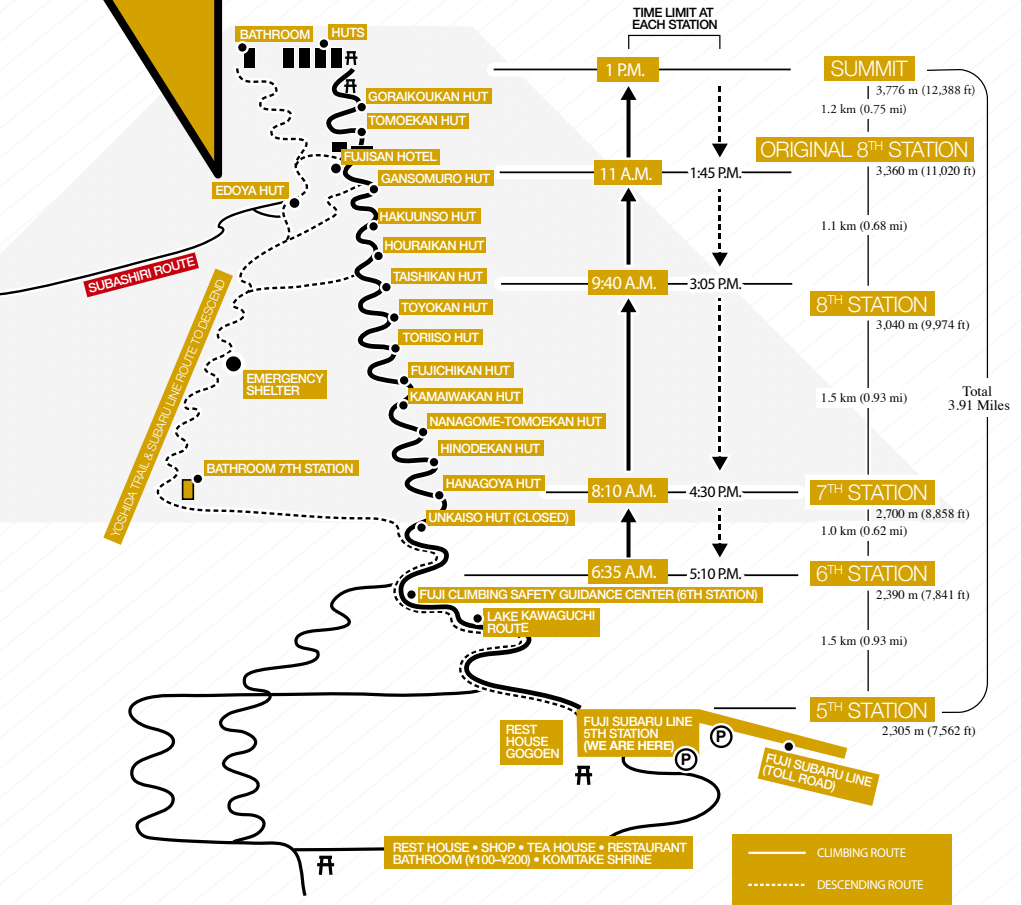 TIME LIMIT AT
EACH STATION
BATHROOM
HUTS
GORAIKOUKAN HUT
TOMOEKAN HUT
FUJISAN HOTEL
GANSOMURO HUT
EDOYA HUT
HAKUUNSO HUT
HOURAIKAN HUT
SUBASHIRI ROUTE
TAISHIKAN HUT
TOYOKAN HUT
TORIISO HUT
YOSHIDA TRAIL & SUBARU LINE ROUTE TO DESCEND
EMERGENCY
SHELTER
FUJICHIKAN HUT
KAMAIWAKAN HUT
NANAGOME-TOMOEKAN HUT
HINODEKAN HUT
BATHROOM 7TH STATION
HANAGOYA HUT
UNKAISO HUT (CLOSED)
FUJI CLIMBING SAFETY GUIDANCE CENTER (6TH STATION)
LAKE KAWAGUCHI
ROUTE
1 P.M.
11 A.M.
1:45 P.M.
9:40 A.M.
3:05 P.M.
8:10 A.M.
4:30 P.M.
6:35 A.M.
5:10 P.M.
SUMMIT
3,776 m (12,388 ft)
1.2 km (0.75 mi)
ORIGINAL 8TH STATION
3,360 m (11,020 ft)
1.1 km (0.68 mi)
8TH STATION
3,040 m (9,974 ft)
1.5 km (0.93 mi)
Total
3.91 Miles
7TH STATION
2,700 m (8,858 ft)
1.0 km (0.62 mi)
6TH STATION
2,390 m (7,841 ft)
1.5 km (0.93 mi)
5TH STATION
2,305 m (7,562 ft)
REST
HOUSE
GOGOEN
FUJI SUBARU LINE
5TH STATION
(WE ARE HERE)
P
P
FUJI SUBARU LINE
(TOLL ROAD)
REST HOUSE • SHOP • TEA HOUSE • RESTAURANT
BATHROOM (¥100–¥200) • KOMITAKE SHRINE
CLIMBING ROUTE
DESCENDING ROUTE